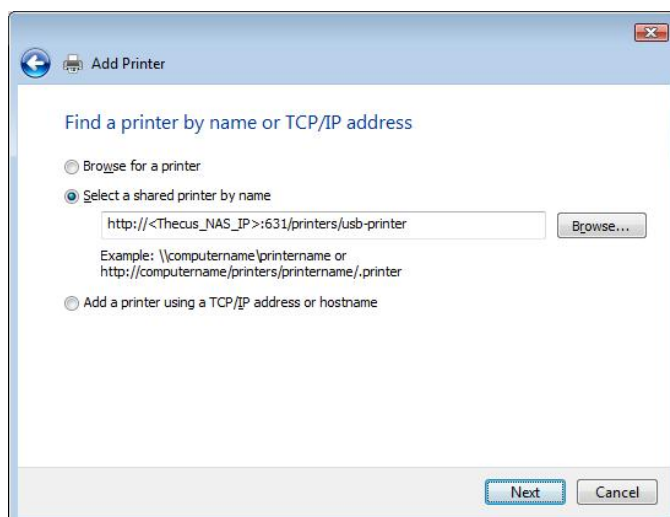 Add Printer
Find a printer by name or TCP/IP address
Browse for a printer
Select a shared printer by name
http://<Thecus_NAS_IP>:631/printers/usb-printer
Browse...
Example: \\computername\printername or
http://computername/printers/printername/.printer
Add a printer using a TCP/IP address or hostname
Next
Cancel